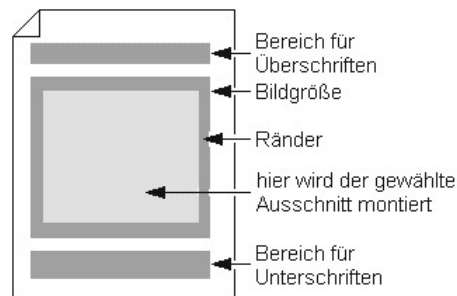 Bereich für
Überschriften
Bildgröße
Ränder
hier wird der gewählte
Ausschnitt montiert
Bereich für
Unterschriften